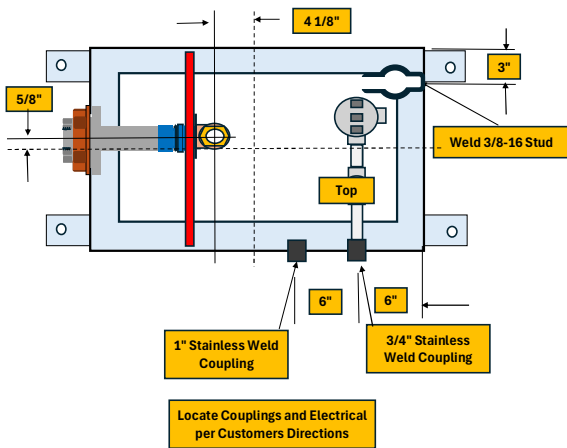 4 1/8"
3"
5/8"
Weld 3/8-16 Stud
Top
6"
6"
1" Stainless Weld
Coupling
3/4" Stainless
Weld Coupling
Locate Couplings and Electrical
per Customers Directions